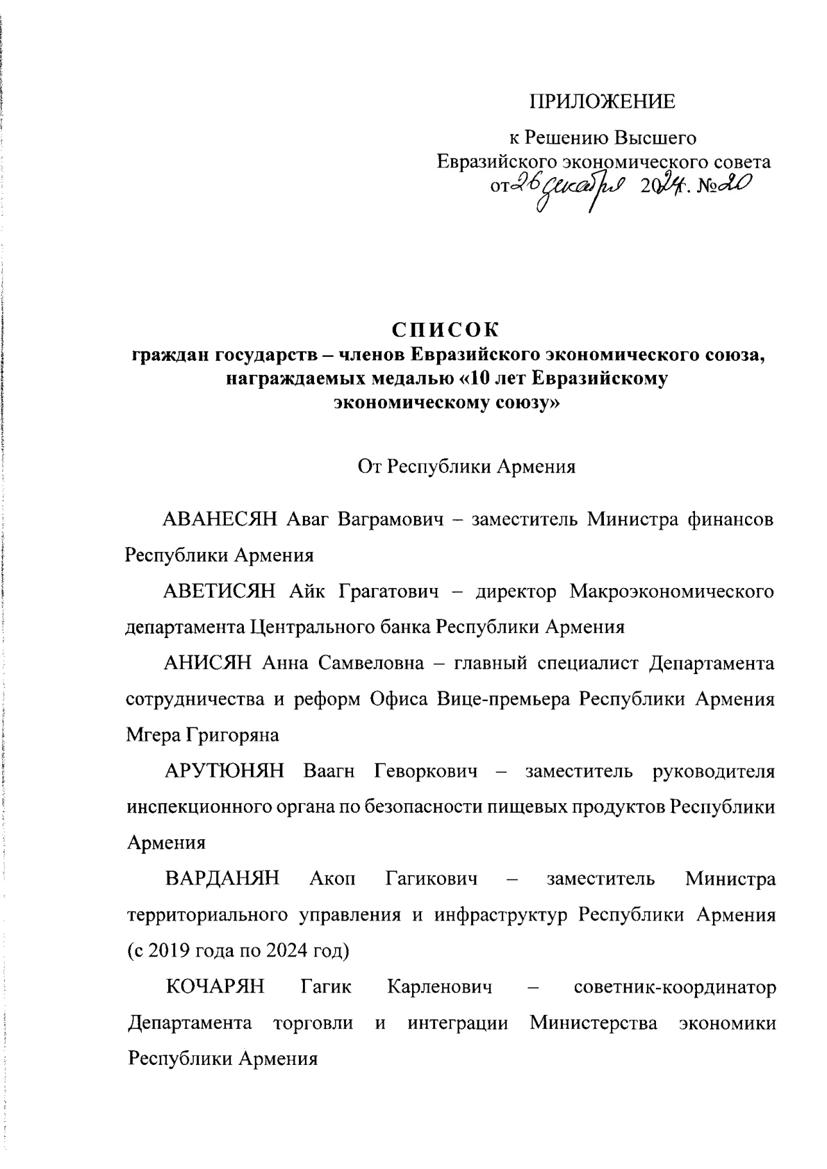 ПРИЛОЖЕНИЕ
к Решению Высшего
Евразийского экономического совета
от 26 декабря 2024 г. № 20
СПИСОК
граждан государств – членов Евразийского экономического союза,
награждаемых медалью «10 лет Евразийскому
экономическому союзу»
От Республики Армения
АВАНЕСЯН Аваг Ваграмович – заместитель Министра финансов
Республики Армения
АВЕТИСЯН Айк Грагатович – директор Макроэкономического
департамента Центрального банка Республики Армения
АНИСЯН Анна Самвеловна – главный специалист Департамента
сотрудничества и реформ Офиса Вице-премьера Республики Армения
Мгера Григоряна
АРУТЮНЯН Ваагн Геворкович – заместитель руководителя
инспекционного органа по безопасности пищевых продуктов Республики
Армения
ВАРДАНЯН Акоп Гагикович – заместитель Министра
территориального управления и инфраструктур Республики Армения
(с 2019 года по 2024 год)
КОЧАРЯН Гагик Карленович – советник-координатор
Департамента торговли и интеграции Министерства экономики
Республики Армения